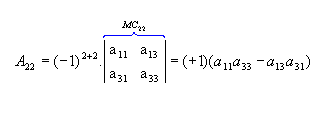 MC₂₂
A₂₂ = (−1)²⁺² · | a₁₁ a₁₃ | = (+1)(a₁₁a₃₃ − a₁₃a₃₁)
| a₃₁ a₃₃ |